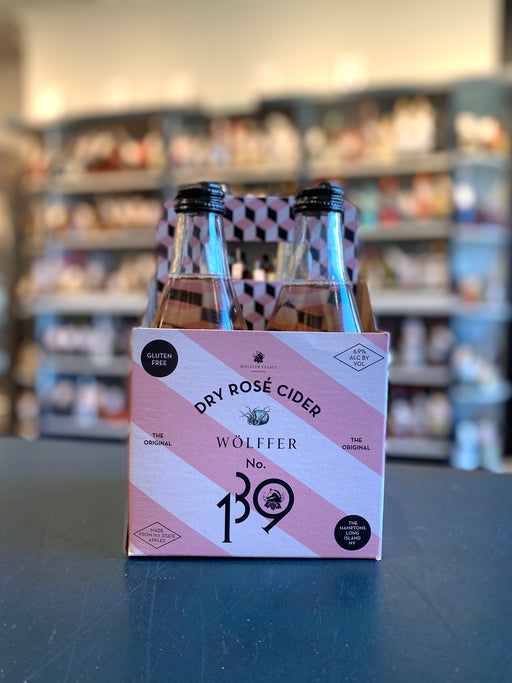 GLUTEN
FREE
WÖLFFER ESTATE
6.9%
ALC BY
VOL
DRY ROSÉ CIDER
THE
ORIGINAL
WÖLFFER
THE
ORIGINAL
No.
139
MADE
FROM N.Y. STATE
APPLES
THE
HAMPTONS
LONG
ISLAND
NY